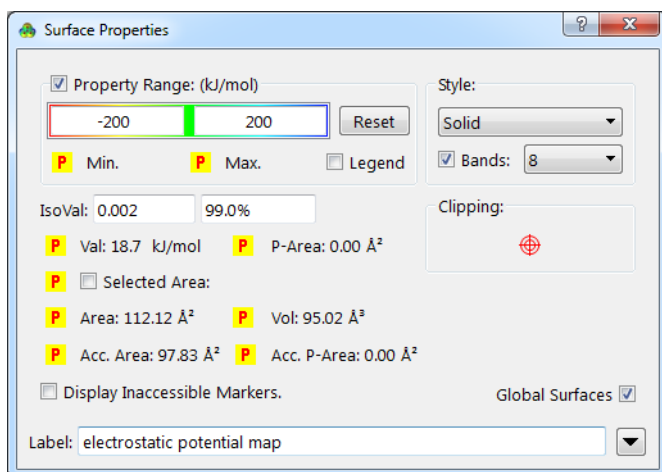 Surface Properties
Property Range: (kJ/mol)
Style:
-200 200 Reset
Solid
P Min. P Max. Legend
Bands: 8
IsoVal: 0.002 99.0%
Clipping:
P Val: 18.7 kJ/mol P P-Area: 0.00 Å²
P Selected Area:
P Area: 112.12 Å² P Vol: 95.02 Å³
P Acc. Area: 97.83 Å² P Acc. P-Area: 0.00 Å²
Display Inaccessible Markers. Global Surfaces
Label: electrostatic potential map